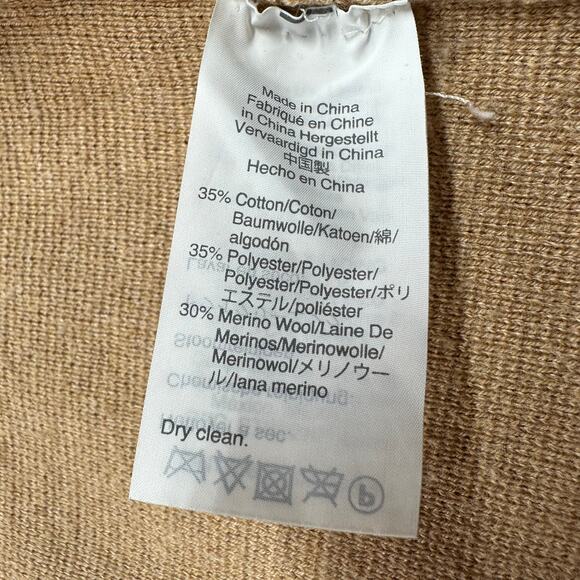 Made in China
Fabriqué en Chine
in China Hergestellt
Vervaardigd in China
中国製
Hecho en China
35% Cotton/Coton/
Baumwolle/Katoen/綿/
algodón
35% Polyester/Polyester/
Polyester/Polyester/ポリ
エステル/poliéster
30% Merino Wool/Laine De
Merinos/Merinowolle/
Merinowol/メリノウー
ル/lana merino
Dry clean.
P